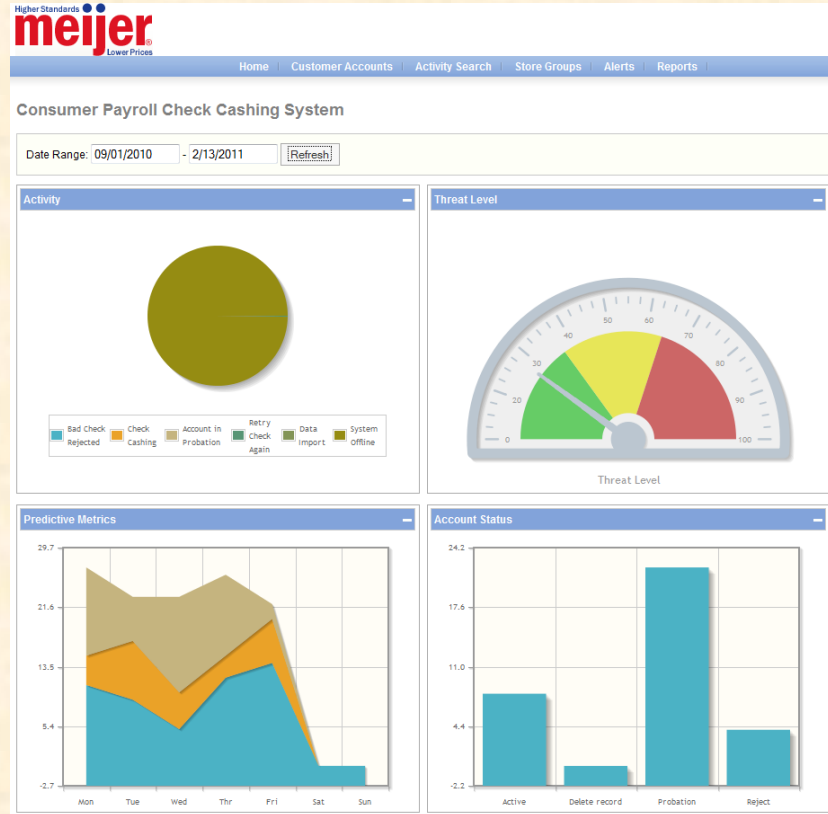 Higher Standards
meijer
Lower Prices
Home Customer Accounts Activity Search Store Groups Alerts Reports
Consumer Payroll Check Cashing System
Date Range: 09/01/2010 - 2/13/2011 Refresh
Activity
Bad Check Rejected
Check Cashing
Account in Probation
Retry Check Again
Data Import
System Offline
Threat Level
0
20
30
40
50
60
70
80
90
100
Threat Level
Predictive Metrics
29.7
21.6
13.5
5.4
-2.7
Mon Tue Wed Thr Fri Sat Sun
Account Status
24.2
17.6
11.0
4.4
-2.2
Active Delete record Probation Reject